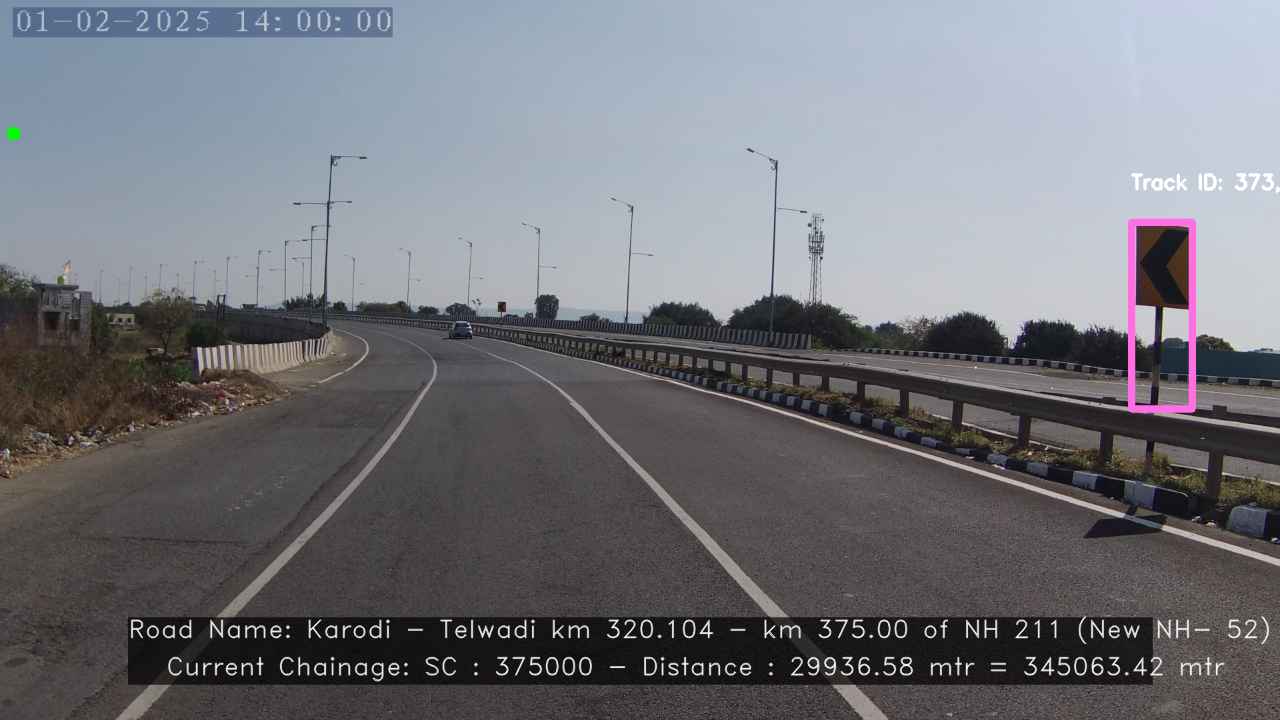 01-02-2025 14:00:00
Track ID: 373,
Road Name: Karodi - Telwadi km 320.104 - km 375.00 of NH 211 (New NH- 52)
Current Chainage: SC : 375000 - Distance : 29936.58 mtr = 345063.42 mtr